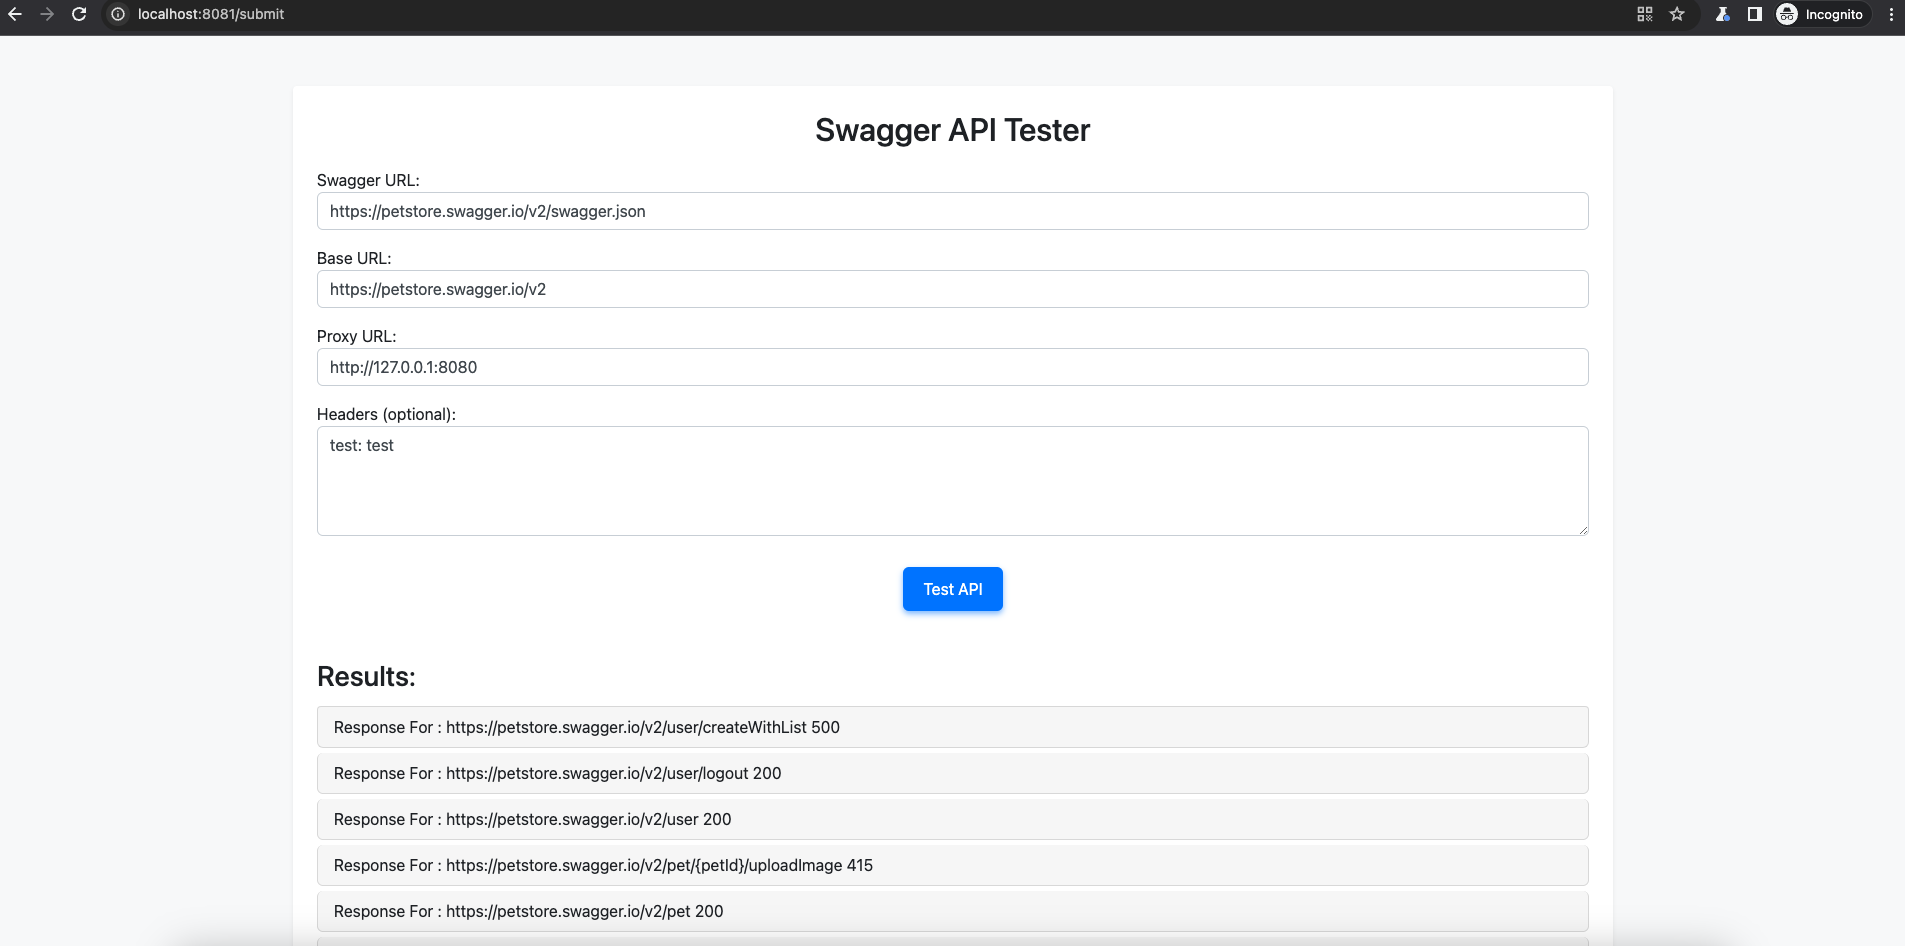 localhost:8081/submit
Incognito
Swagger API Tester
Swagger URL:
https://petstore.swagger.io/v2/swagger.json
Base URL:
https://petstore.swagger.io/v2
Proxy URL:
http://127.0.0.1:8080
Headers (optional):
test: test
Test API
Results:
Response For : https://petstore.swagger.io/v2/user/createWithList 500
Response For : https://petstore.swagger.io/v2/user/logout 200
Response For : https://petstore.swagger.io/v2/user 200
Response For : https://petstore.swagger.io/v2/pet/{petId}/uploadImage 415
Response For : https://petstore.swagger.io/v2/pet 200